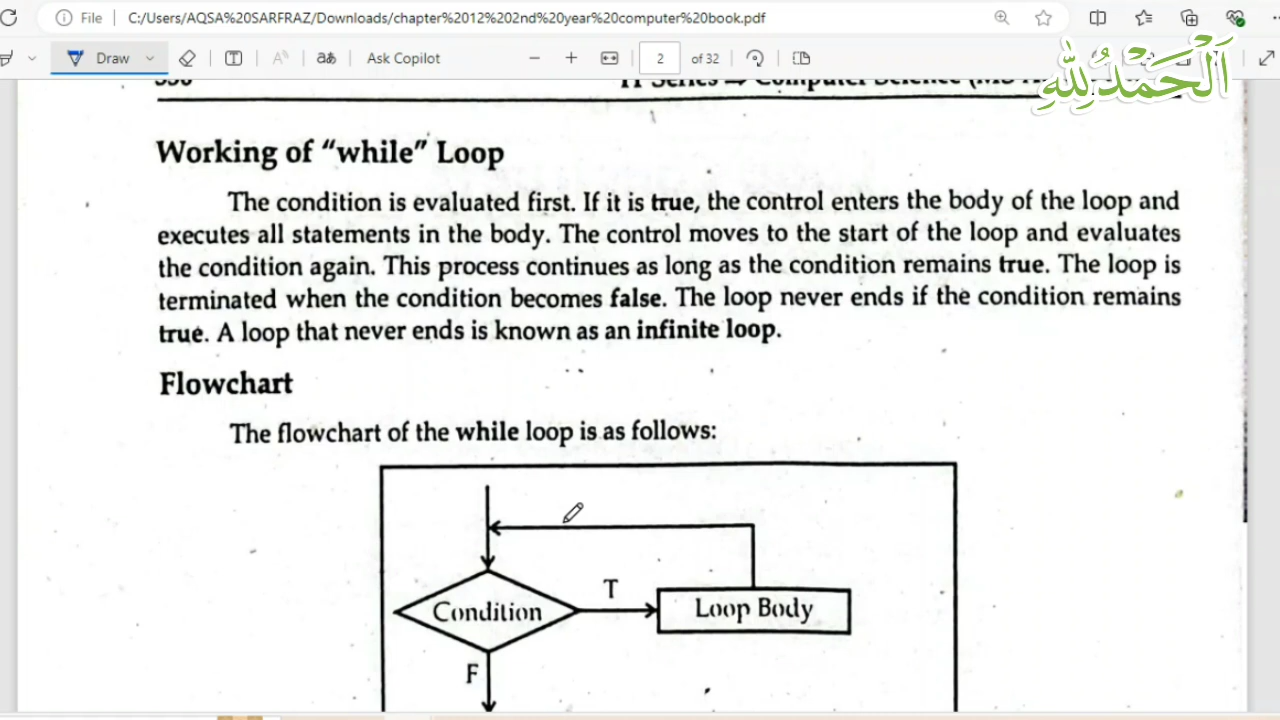 File C:/Users/AQSA%20SARFRAZ/Downloads/chapter%2012%202nd%20year%20computer%20book.pdf
Draw aあ Ask Copilot 2 of 32
اَلْحَمْدُلِلّٰهِ
Working of “while” Loop
The condition is evaluated first. If it is true, the control enters the body of the loop and
executes all statements in the body. The control moves to the start of the loop and evaluates
the condition again. This process continues as long as the condition remains true. The loop is
terminated when the condition becomes false. The loop never ends if the condition remains
true. A loop that never ends is known as an infinite loop.
Flowchart
The flowchart of the while loop is as follows:
T
Condition
Loop Body
F